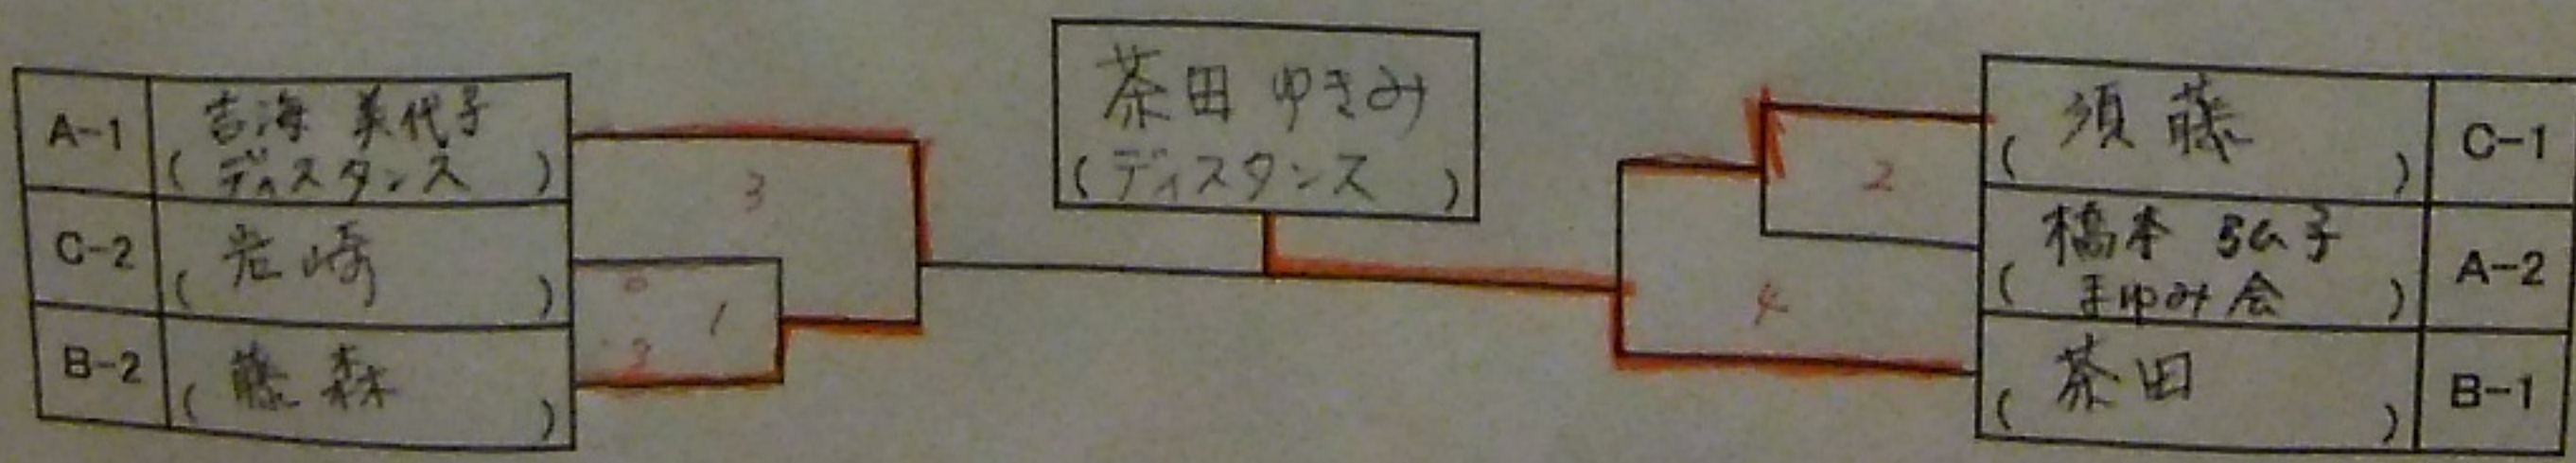 茶田 ゆきみ
(ディスタンス)
A-1
吉海 美代子
(ディスタンス)
C-2
岩崎
( )
B-2
藤森
( )
3
0
1
3
須藤
( )
C-1
橋本 弘子
(まゆみ会)
A-2
茶田
( )
B-1
2
4